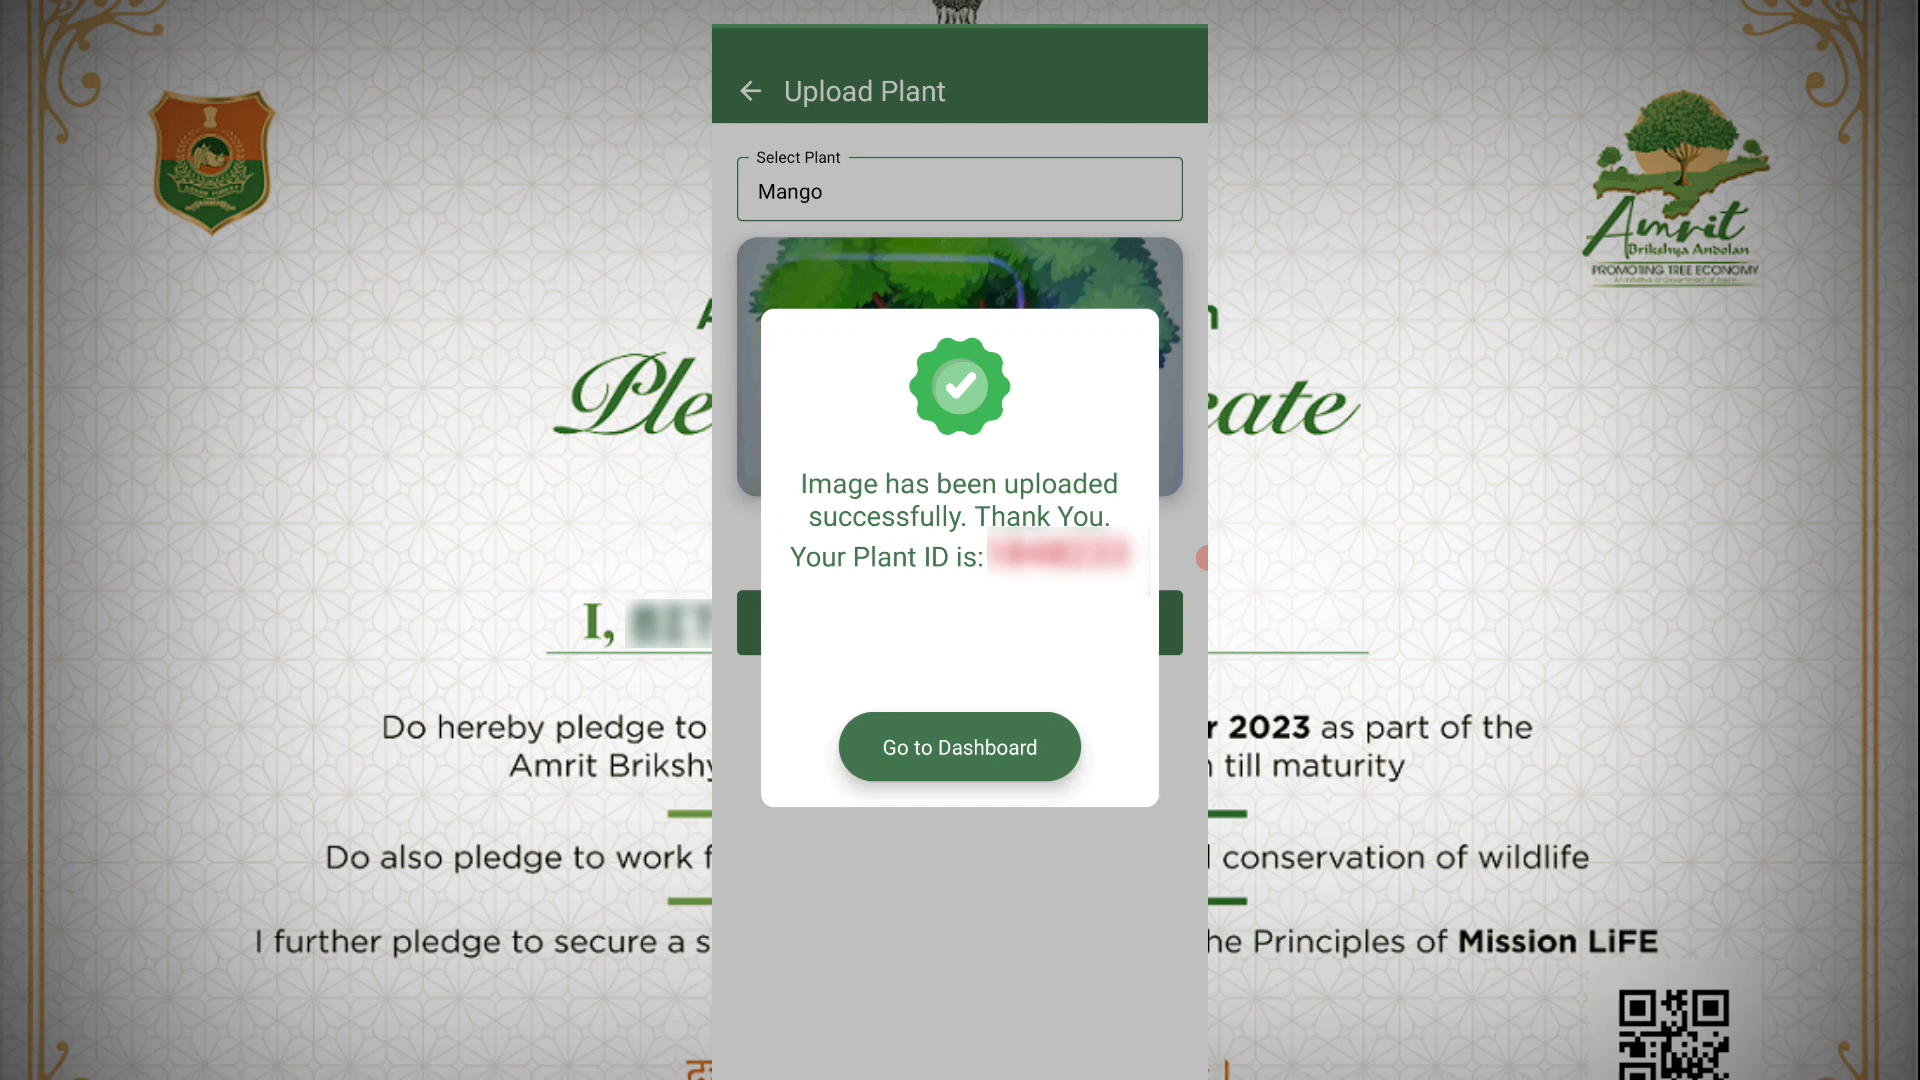 Upload Plant
Select Plant
Mango
Amrit
Brikshya Andolan
PROMOTING TREE ECONOMY
Image has been uploaded
successfully. Thank You.
Your Plant ID is:
Ple
cate
I,
Do hereby pledge to
r 2023 as part of the
Amrit Brikshy
n till maturity
Go to Dashboard
Do also pledge to work f
conservation of wildlife
I further pledge to secure a s
he Principles of Mission LiFE